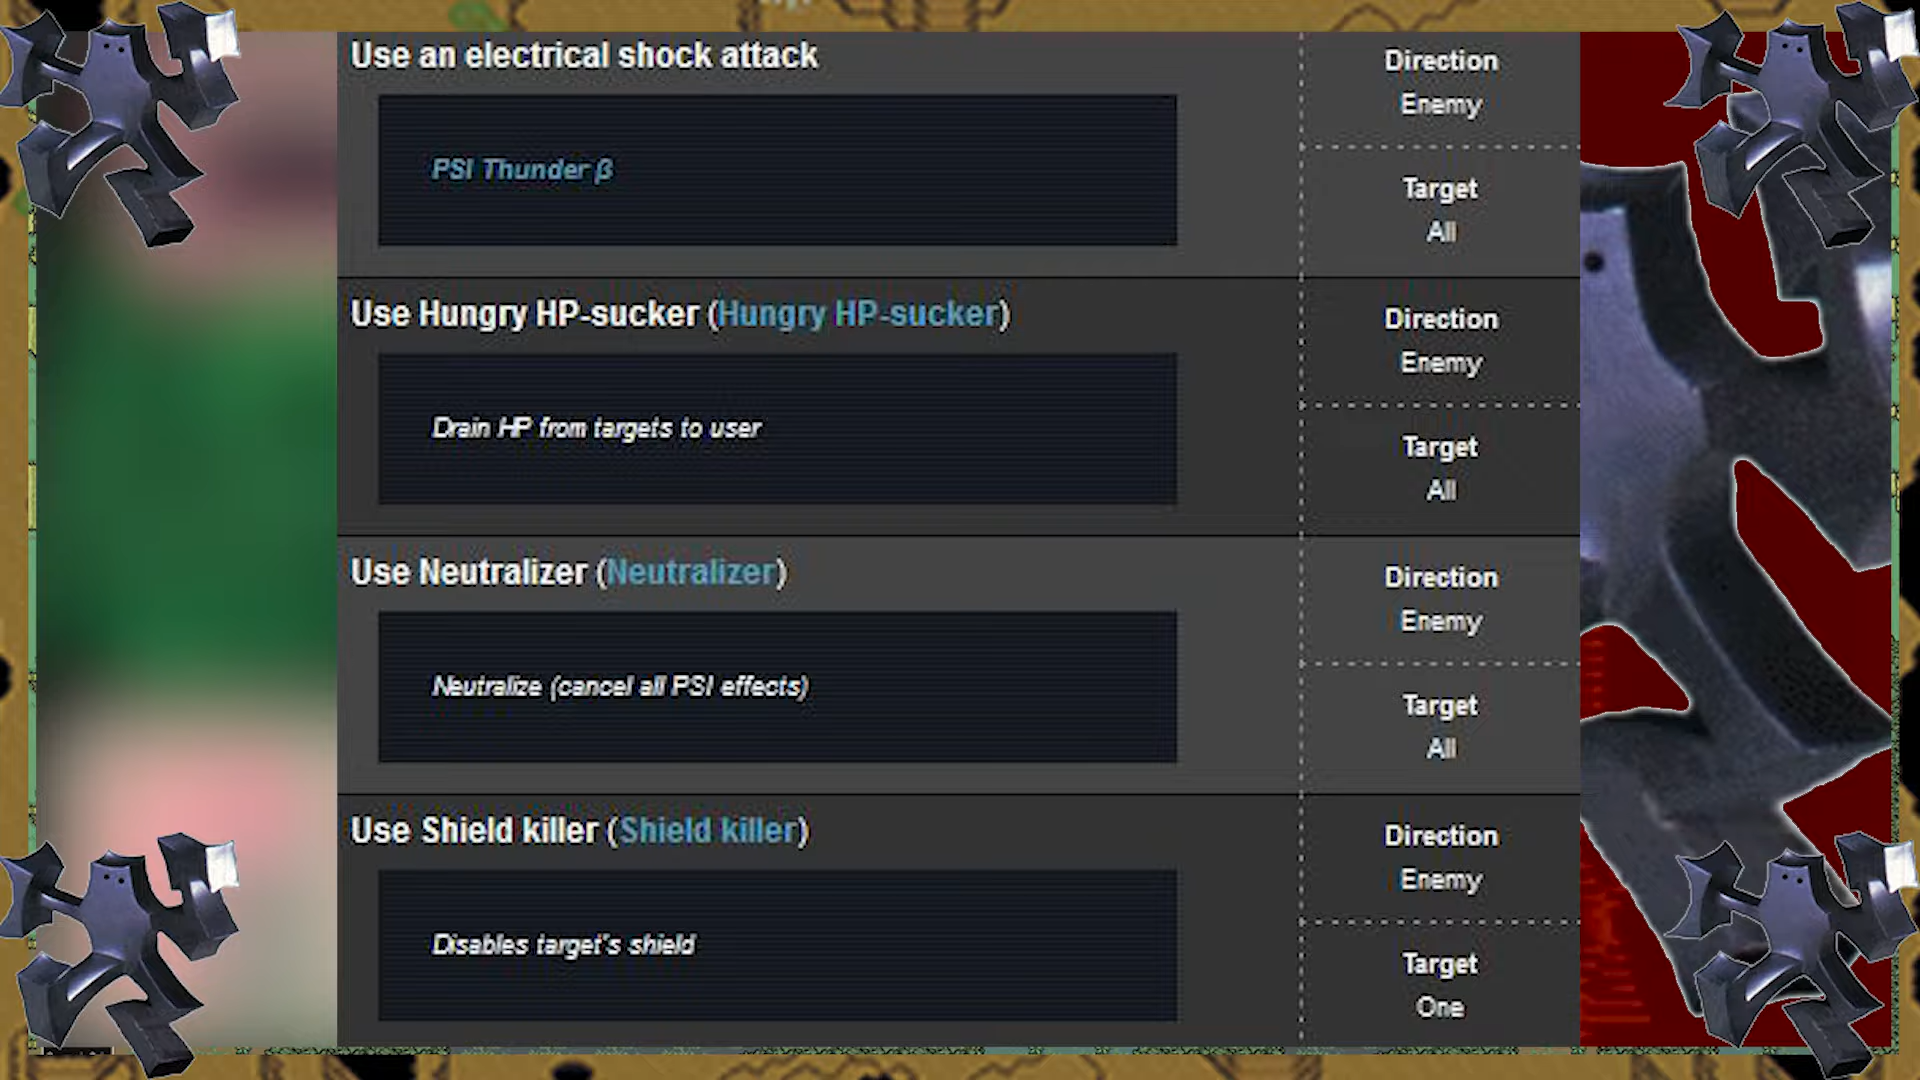 Use an electrical shock attack
PSI Thunder β
Direction
Enemy
Target
All
Use Hungry HP-sucker (Hungry HP-sucker)
Drain HP from targets to user
Direction
Enemy
Target
All
Use Neutralizer (Neutralizer)
Neutralize (cancel all PSI effects)
Direction
Enemy
Target
All
Use Shield killer (Shield killer)
Disables target's shield
Direction
Enemy
Target
One